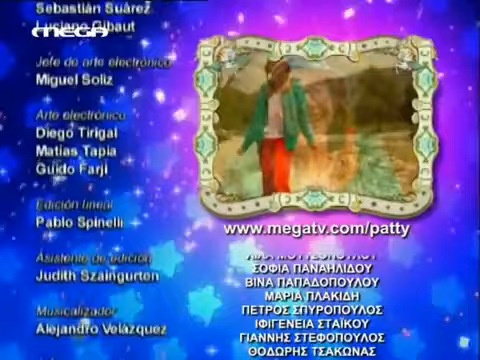 Sebastián Suárez
Luciano Gibaut
MEGA
Jefe de arte electrónico
Miguel Soliz
Arte electrónico
Diego Tirigal
Matías Tapia
Guido Farji
Edición lineal
Pablo Spinelli
Asistente de edición
Judith Szaingurten
Musicalizador
Alejandro Velázquez
www.megatv.com/patty
ΣΟΦΙΑ ΠΑΝΑΗΛΙΔΟΥ
ΒΙΝΑ ΠΑΠΑΔΟΠΟΥΛΟΥ
ΜΑΡΙΑ ΠΛΑΚΙΔΗ
ΠΕΤΡΟΣ ΣΠΥΡΟΠΟΥΛΟΣ
ΙΦΙΓΕΝΕΙΑ ΣΤΑΪΚΟΥ
ΓΙΑΝΝΗΣ ΣΤΕΦΟΠΟΥΛΟΣ
ΘΟΔΩΡΗΣ ΤΣΑΚΩΝΑΣ